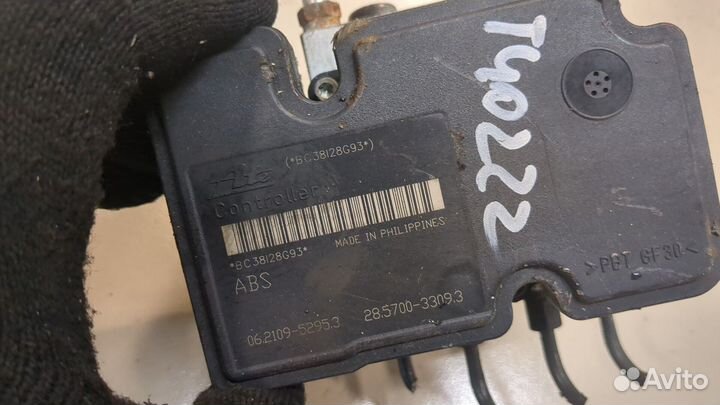 (*BC38128G93*)
Ate
Controller
*BC38128G93*
MADE IN PHILIPPINES
ABS
06.2109-5295.3
28.5700-3309.3
T40222
>PBT GF30<
Avito